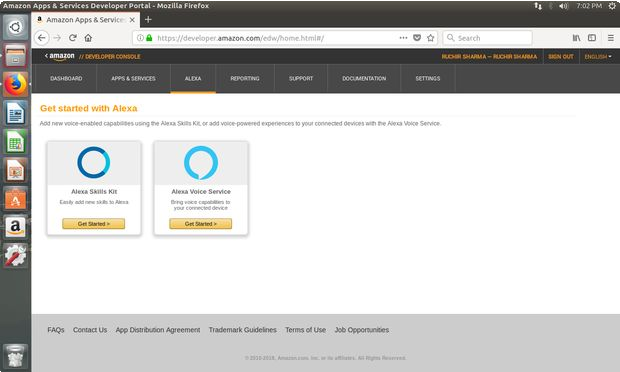 Amazon Apps & Services Developer Portal - Mozilla Firefox
7:02 PM
Amazon Apps & Services
https://developer.amazon.com/edw/home.html#/
Search
amazon // DEVELOPER CONSOLE
RUCHIR SHARMA — RUCHIR SHARMA
SIGN OUT
ENGLISH
DASHBOARD
APPS & SERVICES
ALEXA
REPORTING
SUPPORT
DOCUMENTATION
SETTINGS
Get started with Alexa
Add new voice-enabled capabilities using the Alexa Skills Kit, or add voice-powered experiences to your connected devices with the Alexa Voice Service.
Alexa Skills Kit
Easily add new skills to Alexa
Get Started >
Alexa Voice Service
Bring voice capabilities to
your connected device
Get Started >
FAQs
Contact Us
App Distribution Agreement
Trademark Guidelines
Terms of Use
Job Opportunities
© 2010-2018, Amazon.com, Inc. or its affiliates. All Rights Reserved.